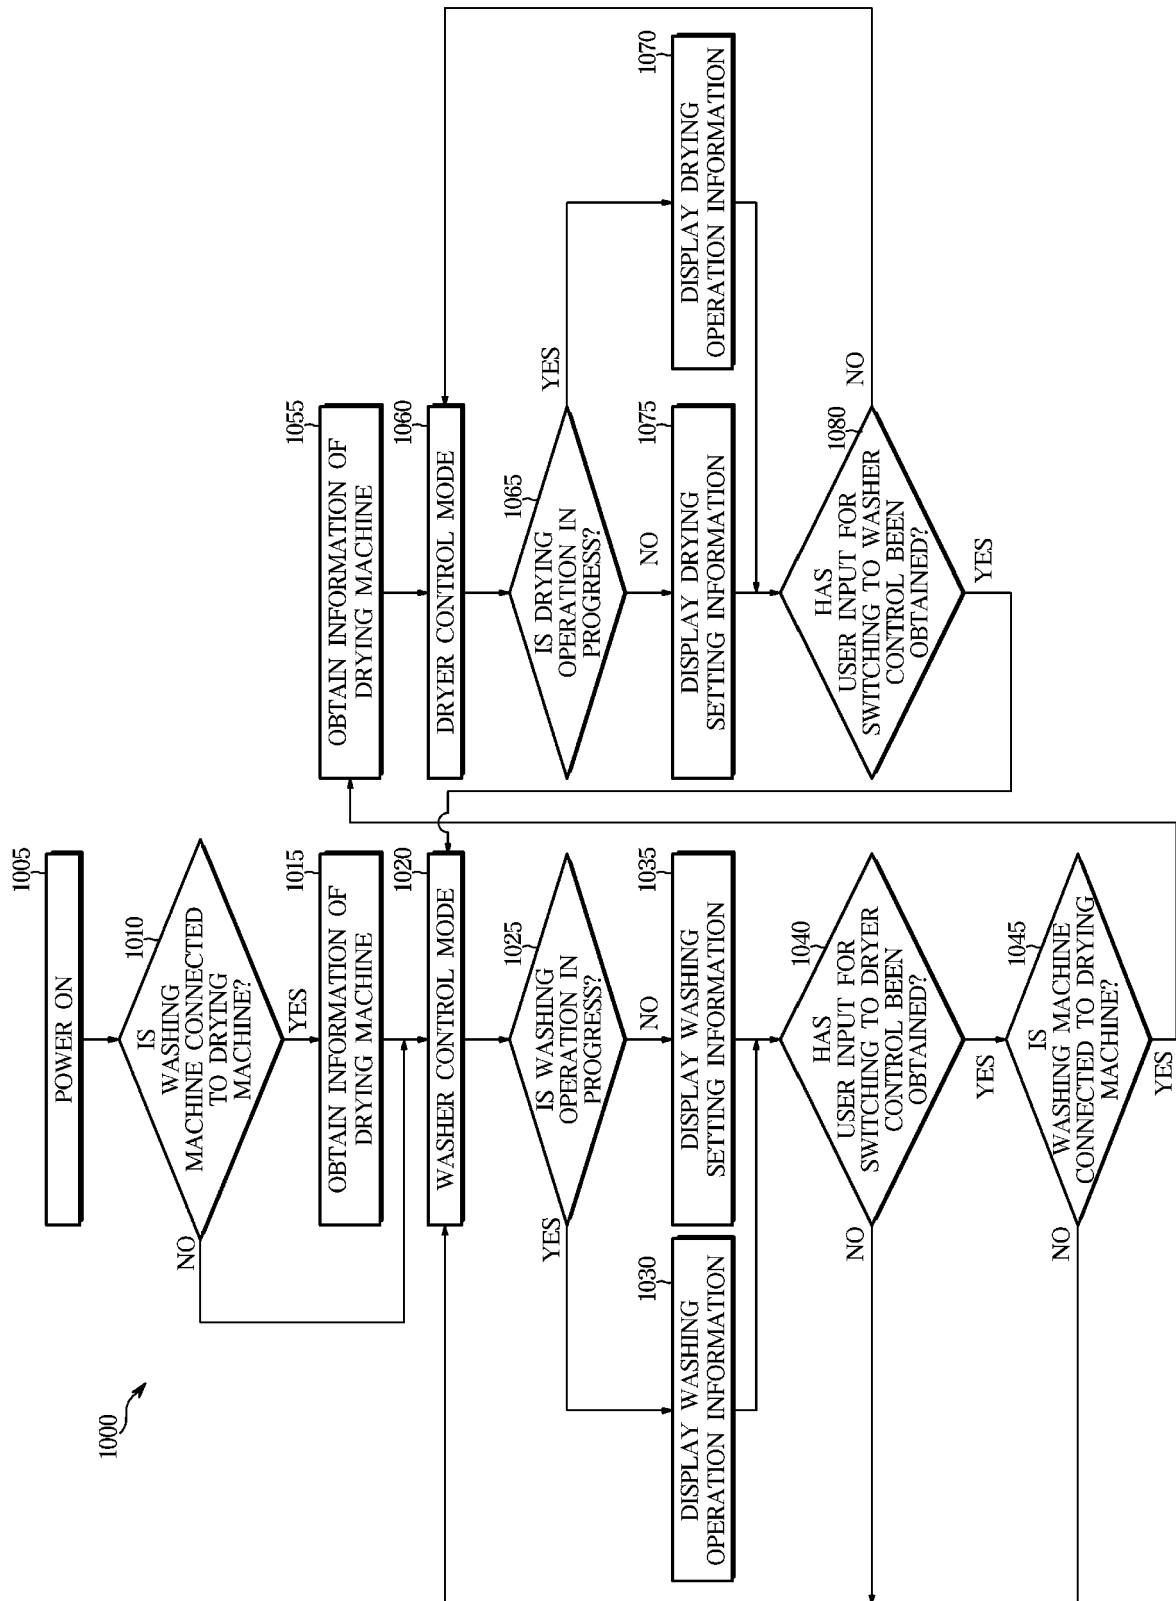 1000
1005
POWER ON
1010
IS
WASHING
MACHINE CONNECTED
TO DRYING
MACHINE?
NO
YES
1015
OBTAIN INFORMATION OF
DRYING MACHINE
1020
WASHER CONTROL MODE
1025
IS WASHING
OPERATION IN
PROGRESS?
YES
NO
1030
DISPLAY WASHING
OPERATION INFORMATION
1035
DISPLAY WASHING
SETTING INFORMATION
1040
HAS
USER INPUT FOR
SWITCHING TO DRYER
CONTROL BEEN
OBTAINED?
NO
YES
1045
IS
WASHING MACHINE
CONNECTED TO DRYING
MACHINE?
NO
YES
1055
OBTAIN INFORMATION OF
DRYING MACHINE
1060
DRYER CONTROL MODE
1065
IS DRYING
OPERATION IN
PROGRESS?
YES
NO
1070
DISPLAY DRYING
OPERATION INFORMATION
1075
DISPLAY DRYING
SETTING INFORMATION
1080
HAS
USER INPUT FOR
SWITCHING TO WASHER
CONTROL BEEN
OBTAINED?
NO
YES